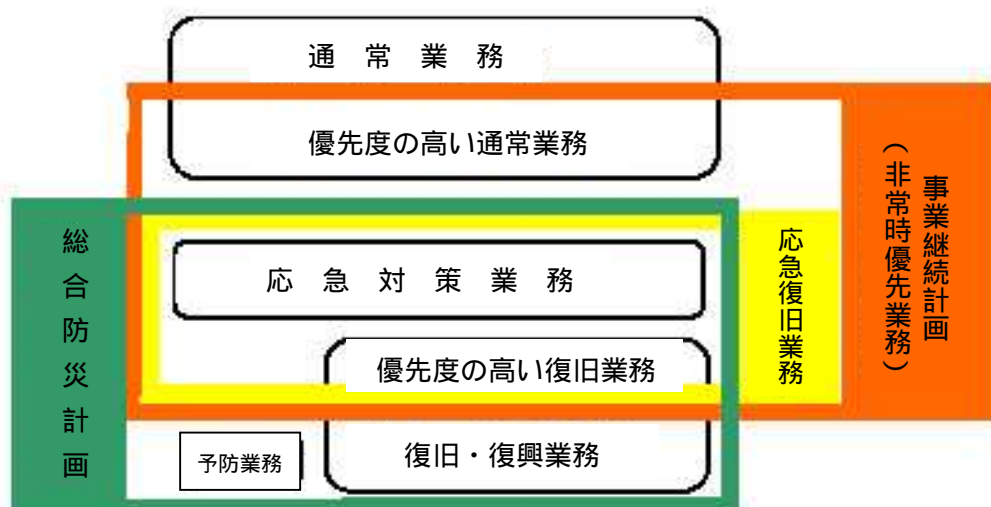 通常業務
優先度の高い通常業務
事業継続計画
(非常時優先業務)
総合防災計画
応急対策業務
応急復旧業務
優先度の高い復旧業務
予防業務
復旧・復興業務